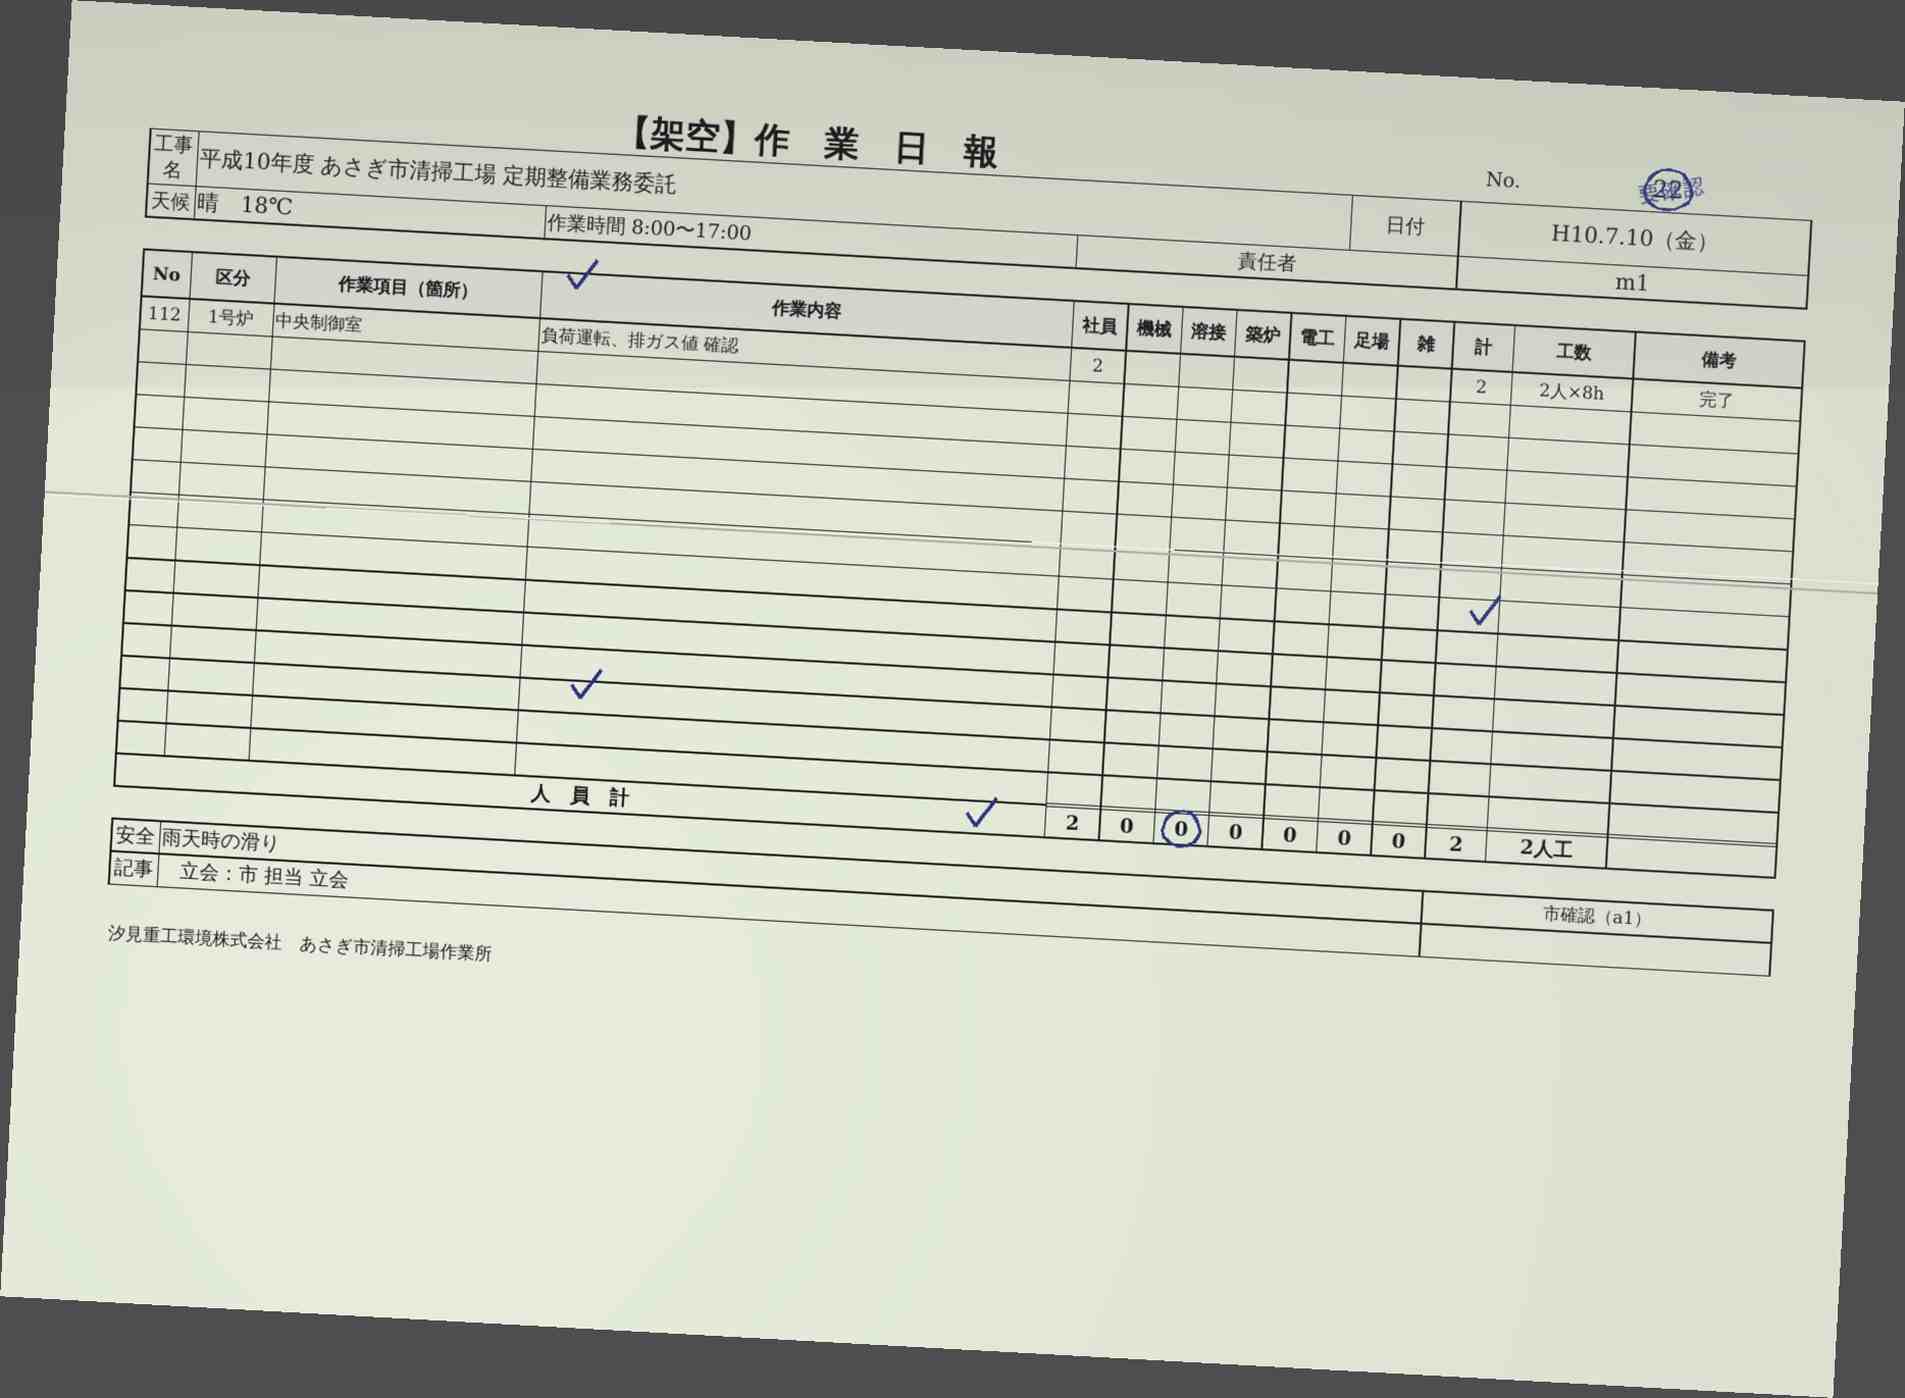 【架空】作 業 日 報
No. 22
要確認
工事名 平成10年度 あさぎ市清掃工場 定期整備業務委託 日付 H10.7.10（金）
天候 晴 18℃ 作業時間 8:00〜17:00 責任者 m1
No 区分 作業項目（箇所） 作業内容 社員 機械 溶接 築炉 電工 足場 雑 計 工数 備考
112 1号炉 中央制御室 負荷運転、排ガス値 確認 2 2 2人×8h 完了
人 員 計 2 0 0 0 0 0 0 2 2人工
安全 雨天時の滑り
記事 立会：市 担当 立会
市確認（a1）
汐見重工環境株式会社 あさぎ市清掃工場作業所